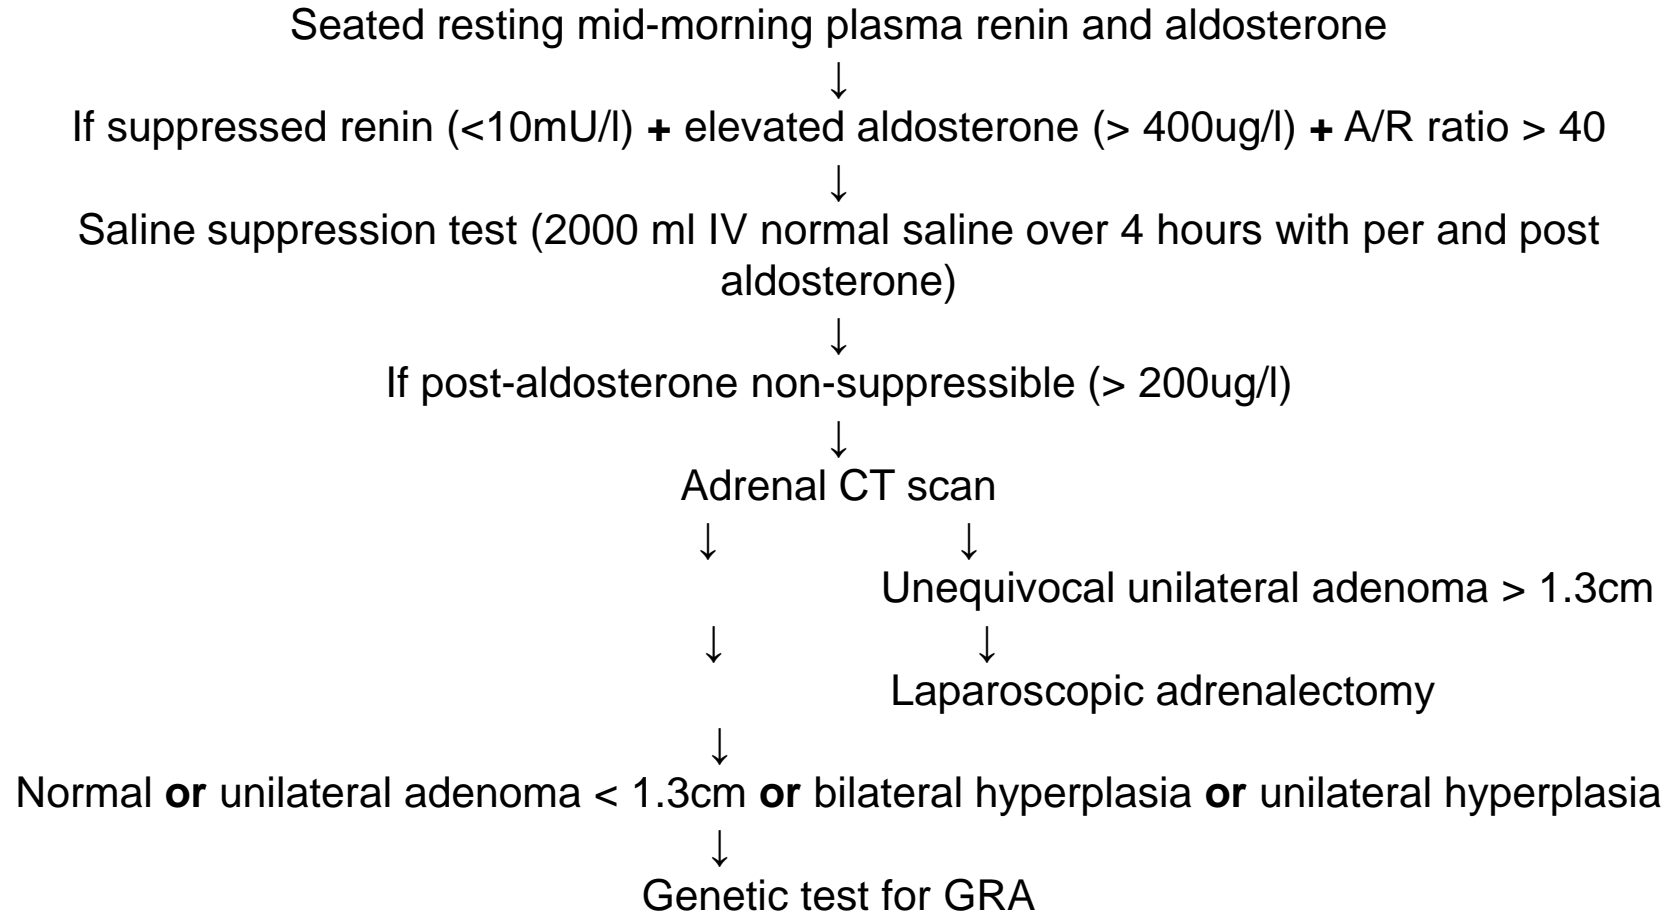 Seated resting mid-morning plasma renin and aldosterone
↓
If suppressed renin (<10mU/l) + elevated aldosterone (> 400ug/l) + A/R ratio > 40
↓
Saline suppression test (2000 ml IV normal saline over 4 hours with per and post
aldosterone)
↓
If post-aldosterone non-suppressible (> 200ug/l)
↓
Adrenal CT scan
↓ ↓
Unequivocal unilateral adenoma > 1.3cm
↓ ↓
Laparoscopic adrenalectomy
↓
Normal or unilateral adenoma < 1.3cm or bilateral hyperplasia or unilateral hyperplasia
↓
Genetic test for GRA